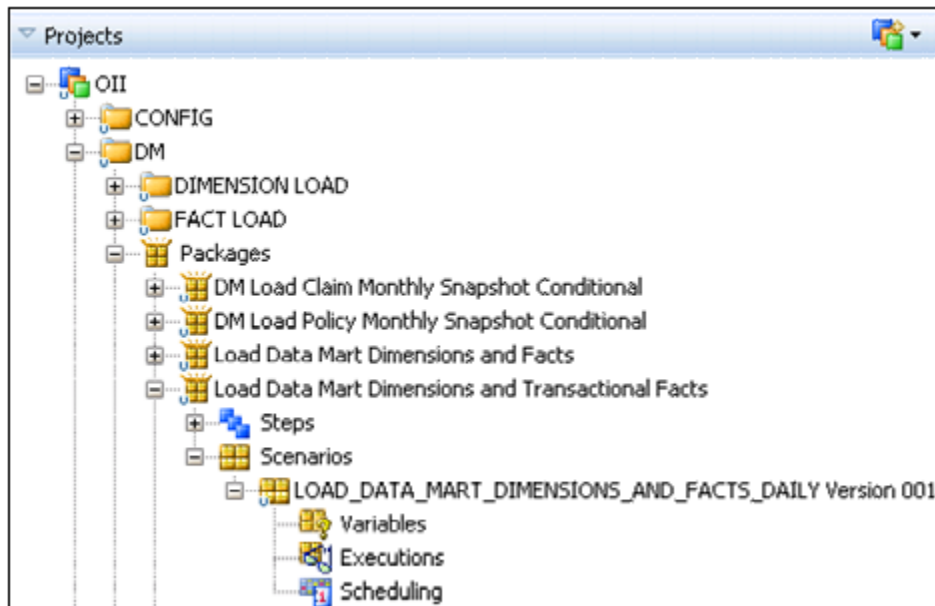 Projects
OII
CONFIG
DM
DIMENSION LOAD
FACT LOAD
Packages
DM Load Claim Monthly Snapshot Conditional
DM Load Policy Monthly Snapshot Conditional
Load Data Mart Dimensions and Facts
Load Data Mart Dimensions and Transactional Facts
Steps
Scenarios
LOAD_DATA_MART_DIMENSIONS_AND_FACTS_DAILY Version 001
Variables
Executions
Scheduling